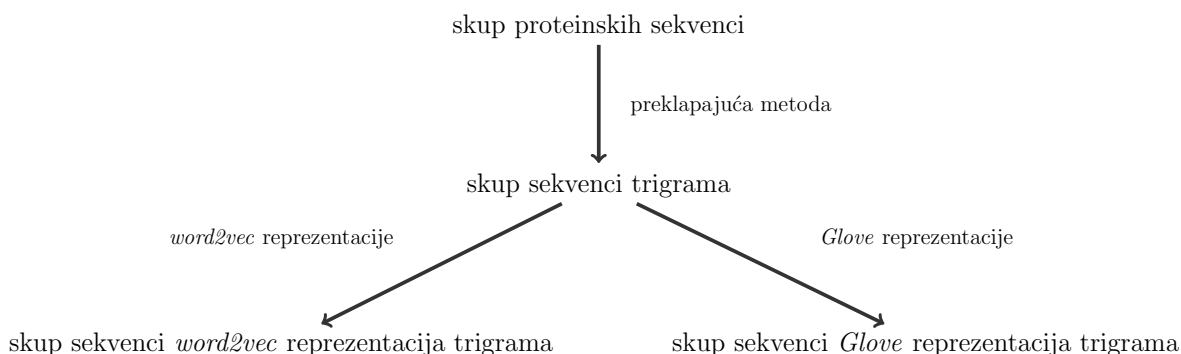 skup proteinskih sekvenci
preklapajuća metoda
skup sekvenci trigrama
word2vec reprezentacije
Glove reprezentacije
skup sekvenci word2vec reprezentacija trigrama
skup sekvenci Glove reprezentacija trigrama